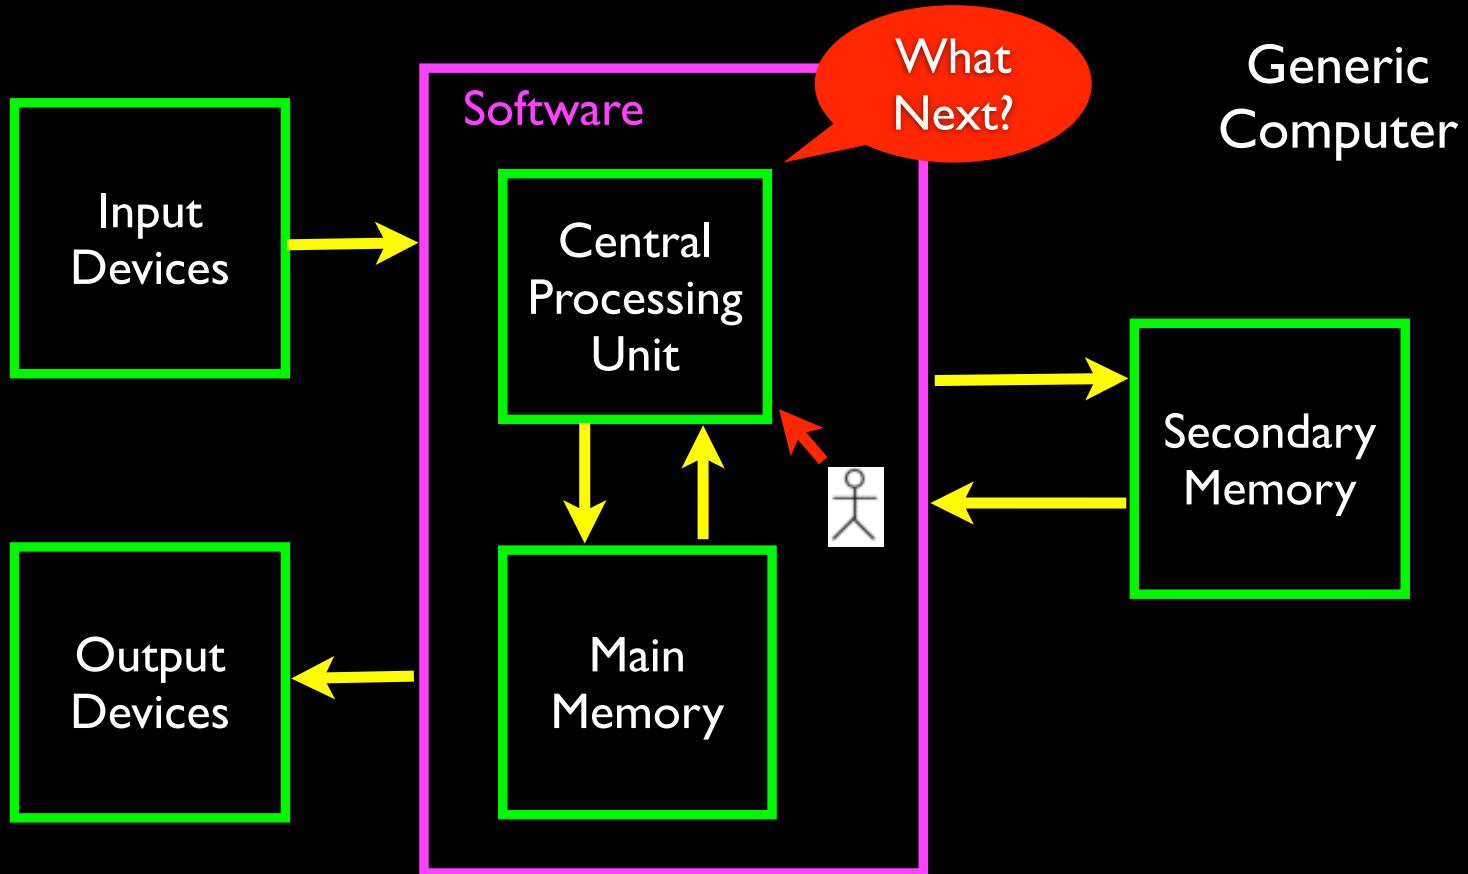 Software
What
Next?
Generic
Computer
Input
Devices
Central
Processing
Unit
Secondary
Memory
Output
Devices
Main
Memory